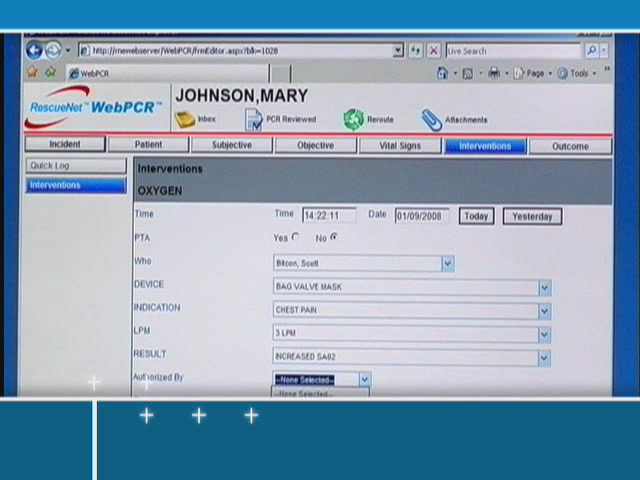 http://rnewebserver/WebPCR/frmEditor.aspx?blk=1028
Live Search
WebPCR
Page
Tools
RescueNet™ WebPCR™
JOHNSON,MARY
Inbox
PCR Reviewed
Reroute
Attachments
Incident
Patient
Subjective
Objective
Vital Signs
Interventions
Outcome
Quick Log
Interventions
Interventions
OXYGEN
Time
Time 14:22:11 Date 01/09/2008 Today Yesterday
PTA
Yes No
Who
Bitcon, Scott
DEVICE
BAG VALVE MASK
INDICATION
CHEST PAIN
LPM
3 LPM
RESULT
INCREASED SA02
Authorized By
--None Selected--
--None Selected--